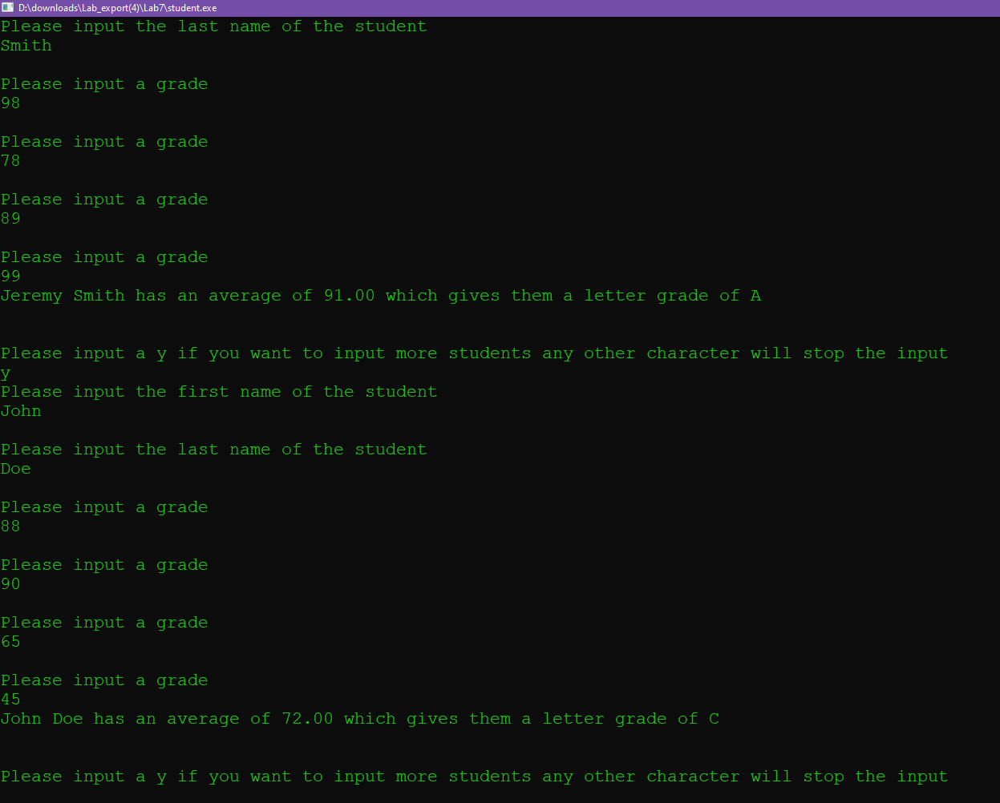 D:\downloads\Lab_export(4)\Lab7\student.exe
Please input the last name of the student
Smith
Please input a grade
98
Please input a grade
78
Please input a grade
89
Please input a grade
99
Jeremy Smith has an average of 91.00 which gives them a letter grade of A
Please input a y if you want to input more students any other character will stop the input
y
Please input the first name of the student
John
Please input the last name of the student
Doe
Please input a grade
88
Please input a grade
90
Please input a grade
65
Please input a grade
45
John Doe has an average of 72.00 which gives them a letter grade of C
Please input a y if you want to input more students any other character will stop the input